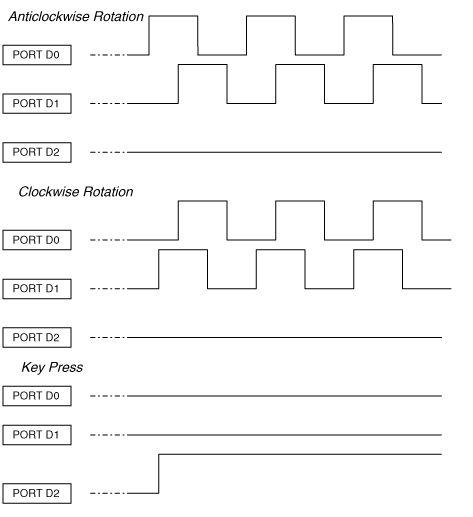 Anticlockwise Rotation
PORT D0
PORT D1
PORT D2
Clockwise Rotation
PORT D0
PORT D1
PORT D2
Key Press
PORT D0
PORT D1
PORT D2